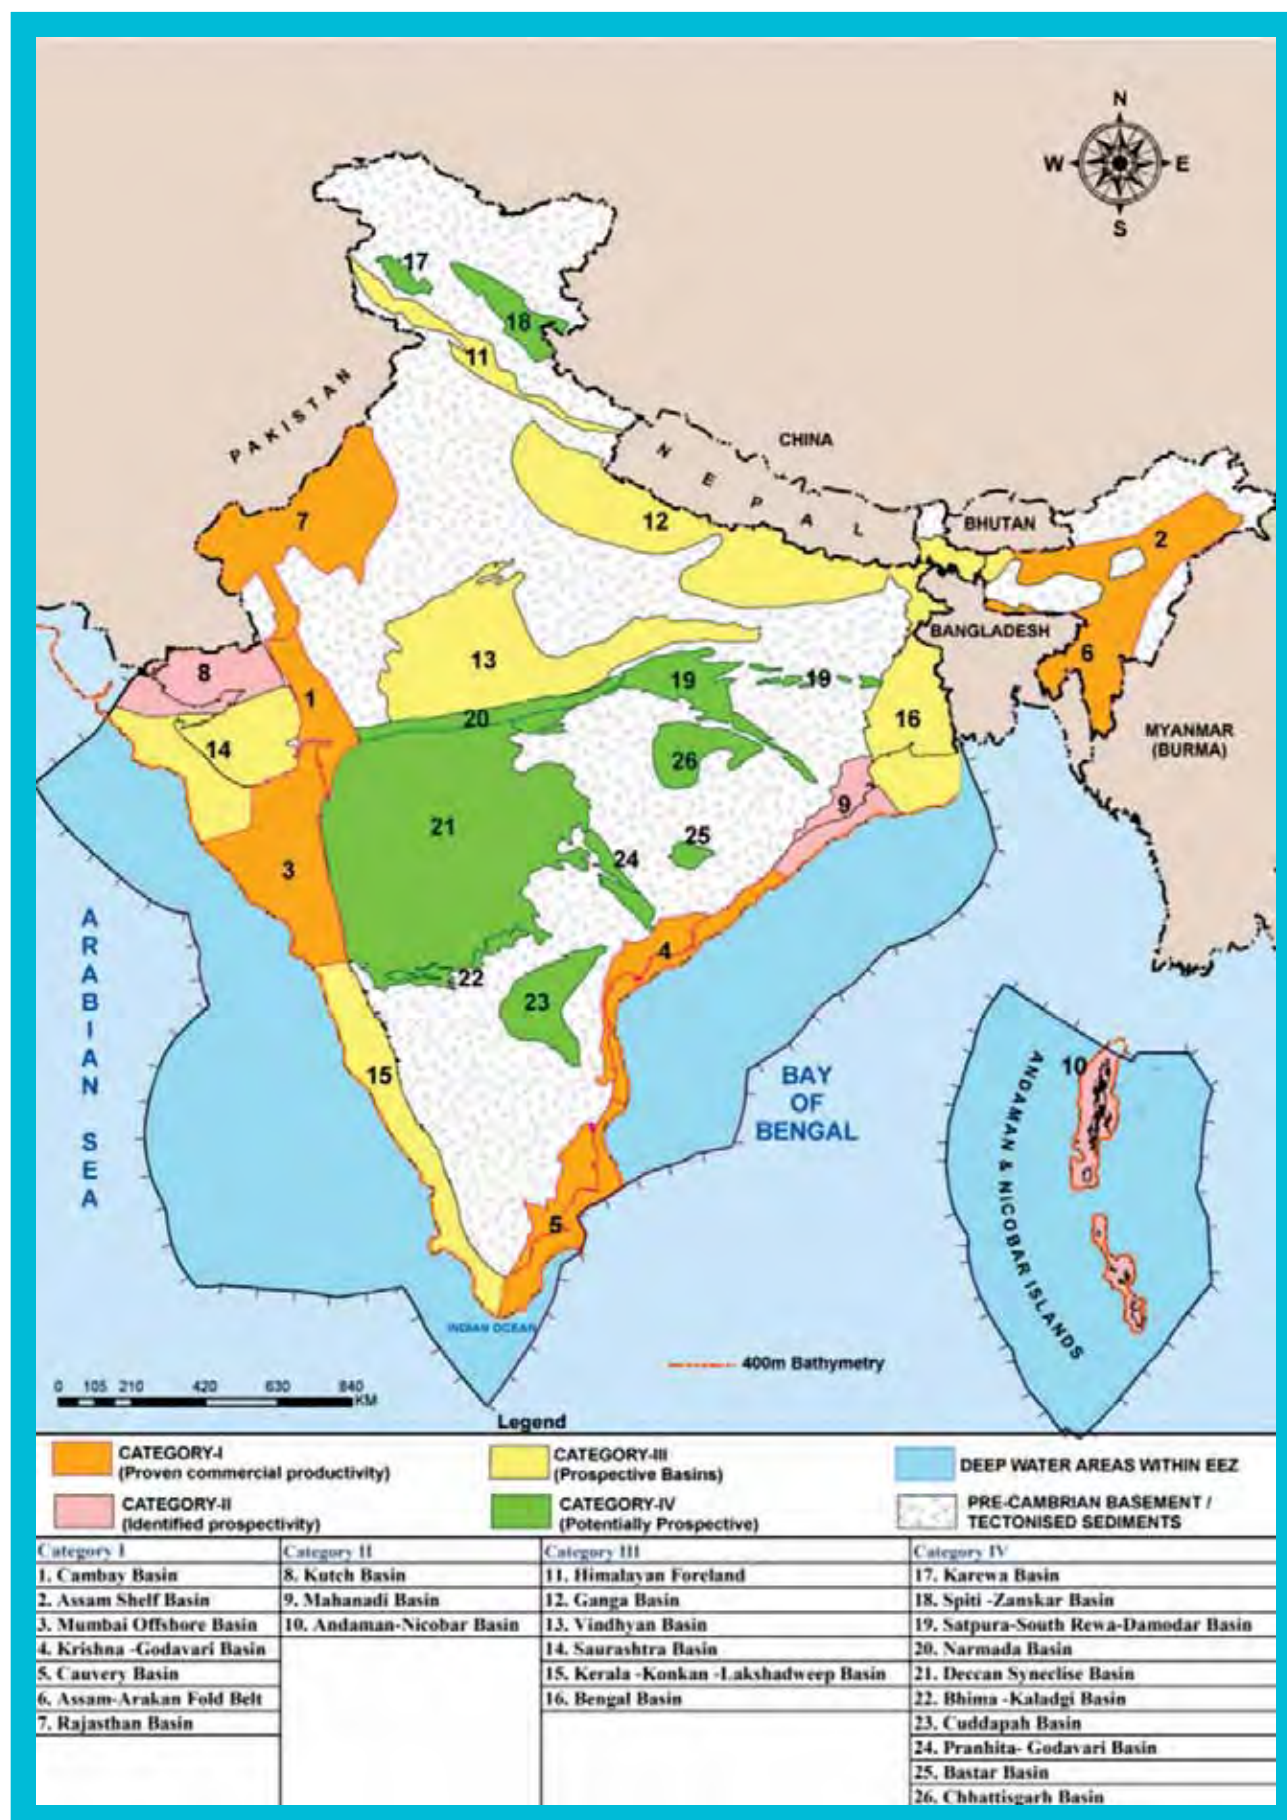 N
W E
S
17
18
11
PAKISTAN
CHINA
NEPAL
7
12
BHUTAN
2
BANGLADESH
6
8
13
1
19
19
20
16
14
MYANMAR
(BURMA)
26
9
21
25
24
3
ARABIAN SEA
4
22
23
10
15
BAY
OF
BENGAL
ANDAMAN & NICOBAR ISLANDS
5
INDIAN OCEAN
400m Bathymetry
0 105 210 420 630 840
KM
Legend
CATEGORY-I
(Proven commercial productivity)
CATEGORY-III
(Prospective Basins)
DEEP WATER AREAS WITHIN EEZ
CATEGORY-II
(Identified prospectivity)
CATEGORY-IV
(Potentially Prospective)
PRE-CAMBRIAN BASEMENT /
TECTONISED SEDIMENTS
Category I
1. Cambay Basin
2. Assam Shelf Basin
3. Mumbai Offshore Basin
4. Krishna -Godavari Basin
5. Cauvery Basin
6. Assam-Arakan Fold Belt
7. Rajasthan Basin
Category II
8. Kutch Basin
9. Mahanadi Basin
10. Andaman-Nicobar Basin
Category III
11. Himalayan Foreland
12. Ganga Basin
13. Vindhyan Basin
14. Saurashtra Basin
15. Kerala -Konkan -Lakshadweep Basin
16. Bengal Basin
Category IV
17. Karewa Basin
18. Spiti -Zanskar Basin
19. Satpura-South Rewa-Damodar Basin
20. Narmada Basin
21. Deccan Syneclise Basin
22. Bhima -Kaladgi Basin
23. Cuddapah Basin
24. Pranhita- Godavari Basin
25. Bastar Basin
26. Chhattisgarh Basin